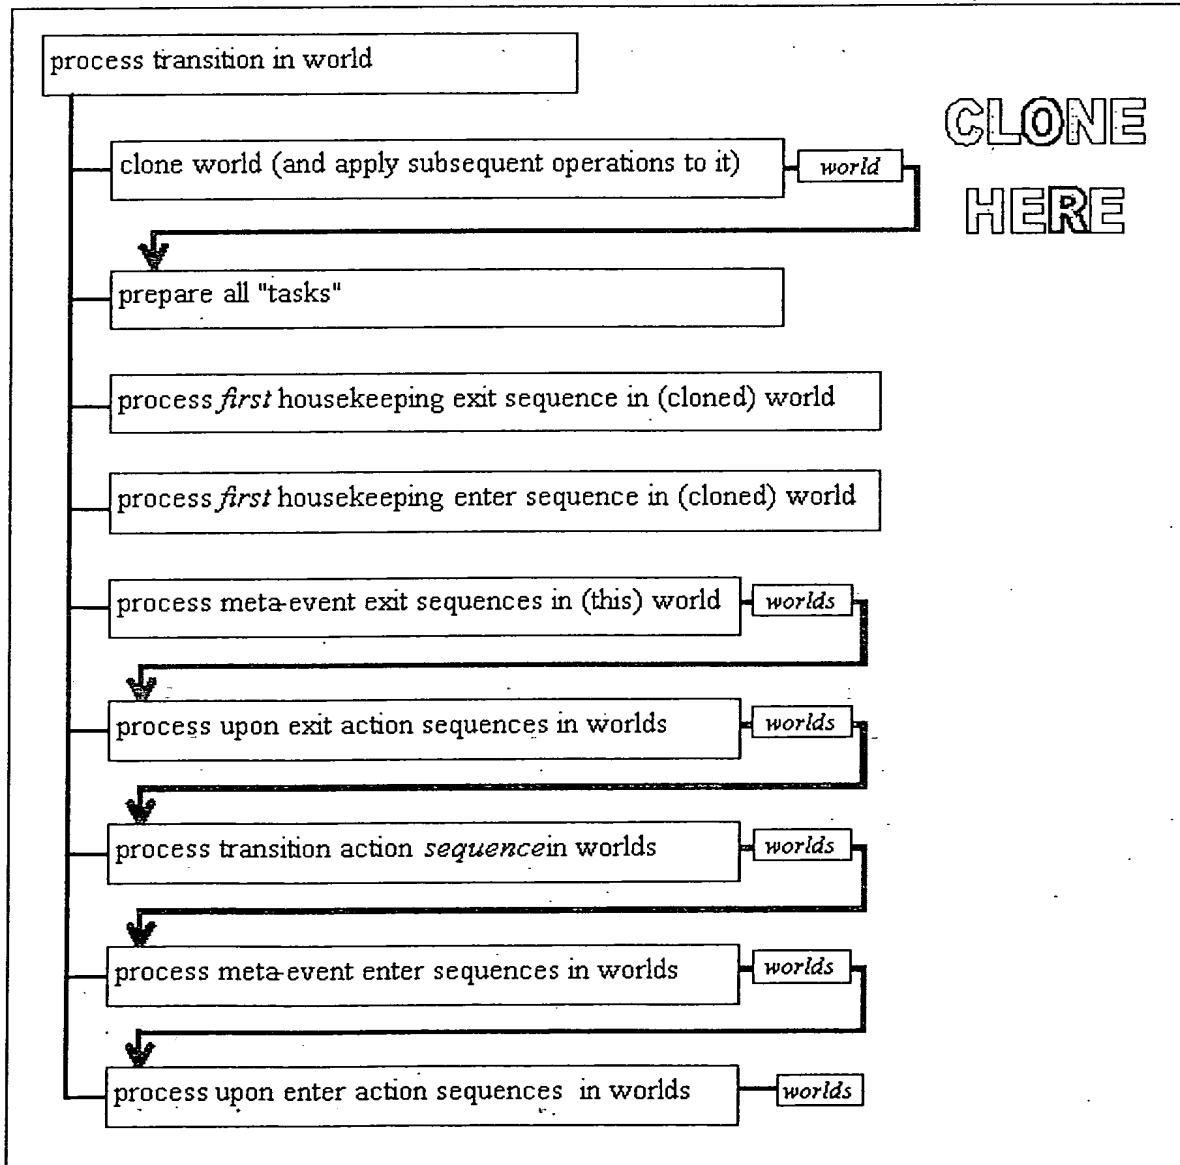 process transition in world
CLONE
HERE
clone world (and apply subsequent operations to it)
world
prepare all "tasks"
process first housekeeping exit sequence in (cloned) world
process first housekeeping enter sequence in (cloned) world
process meta-event exit sequences in (this) world
worlds
process upon exit action sequences in worlds
worlds
process transition action sequence in worlds
worlds
process meta-event enter sequences in worlds
worlds
process upon enter action sequences in worlds
worlds